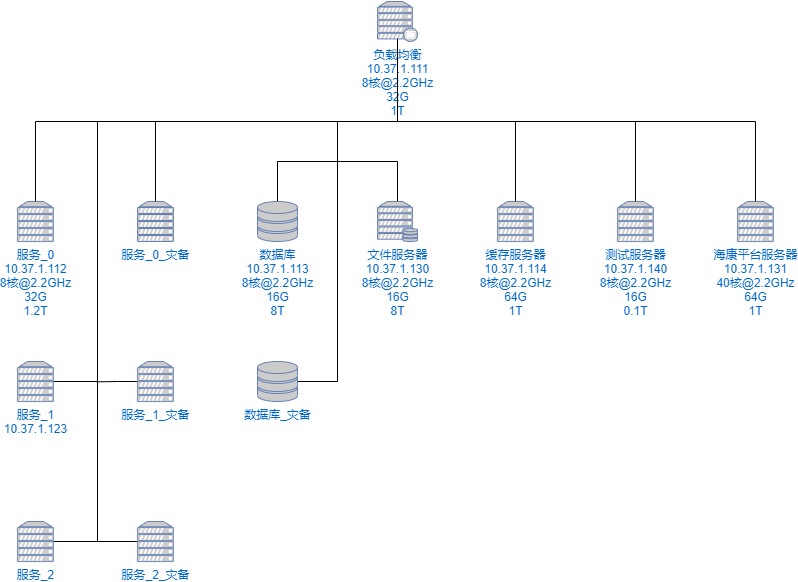 负载均衡
10.37.1.111
8核@2.2GHz
32G
1T
服务_0
10.37.1.112
8核@2.2GHz
32G
1.2T
服务_0_灾备
数据库
10.37.1.113
8核@2.2GHz
16G
8T
文件服务器
10.37.1.130
8核@2.2GHz
16G
8T
缓存服务器
10.37.1.114
8核@2.2GHz
64G
1T
测试服务器
10.37.1.140
8核@2.2GHz
16G
0.1T
海康平台服务器
10.37.1.131
40核@2.2GHz
64G
1T
服务_1
10.37.1.123
服务_1_灾备
数据库_灾备
服务_2
服务_2_灾备